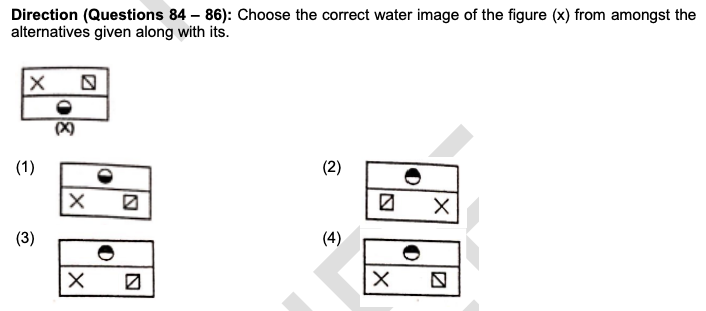 Direction (Questions 84 – 86): Choose the correct water image of the figure (x) from amongst the
alternatives given along with its.
(X)
(1)
(2)
(3)
(4)